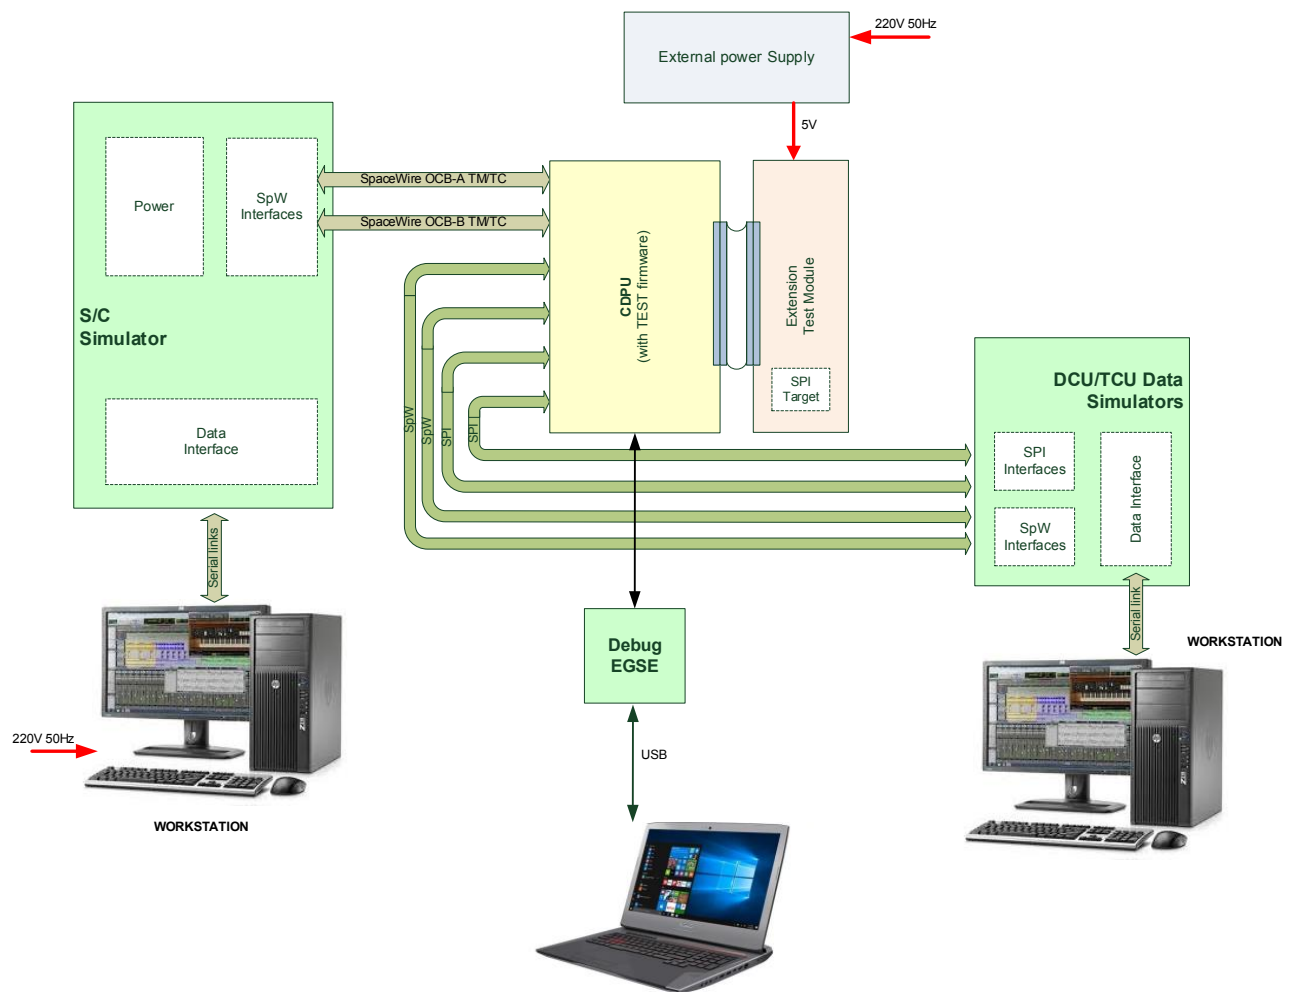 220V 50Hz
External power Supply
5V
Power
SpW
Interfaces
SpaceWire OCB-A TM/TC
SpaceWire OCB-B TM/TC
S/C
Simulator
Data
Interface
CDPU
(with TEST firmware)
Extension
Test Module
SPI
Target
SpW
SpW
SPI
SPI
DCU/TCU Data
Simulators
SPI
Interfaces
SpW
Interfaces
Data Interface
Serial links
Serial link
Debug
EGSE
WORKSTATION
220V 50Hz
USB
WORKSTATION